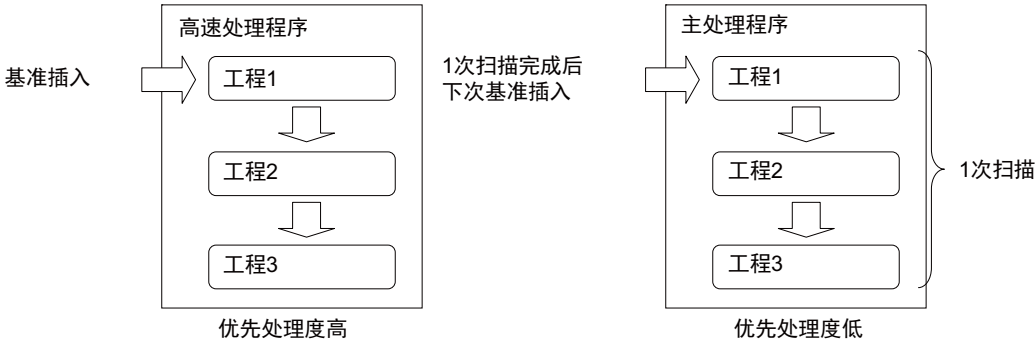 高速处理程序
基准插入
工程1
工程2
工程3
优先处理度高
1次扫描完成后
下次基准插入
主处理程序
工程1
工程2
工程3
1次扫描
优先处理度低